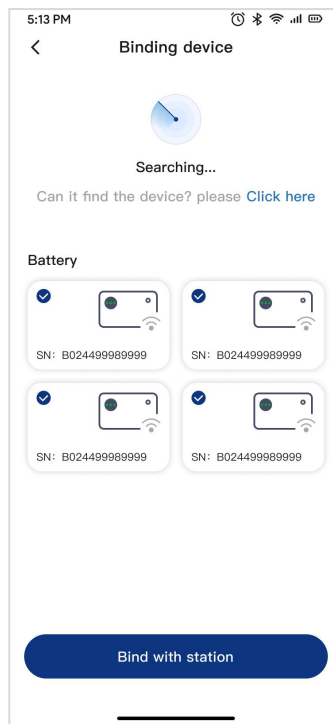 5:13 PM
Binding device
Searching...
Can it find the device? please Click here
Battery
SN: B024499989999
SN: B024499989999
SN: B024499989999
SN: B024499989999
Bind with station